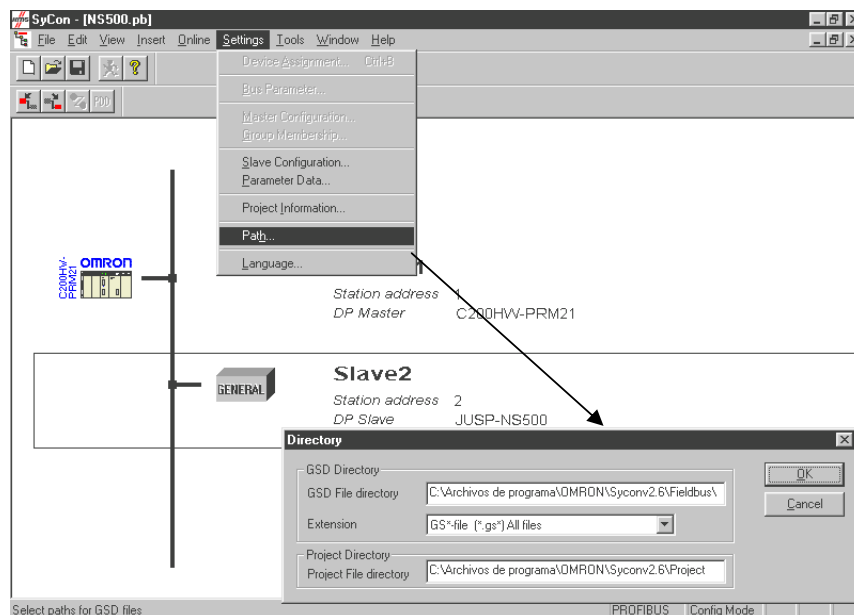 SyCon - [NS500.pb]
File Edit View Insert Online Settings Tools Window Help
Device Assignment... Ctrl+B
Bus Parameter...
Master Configuration...
Group Membership...
Slave Configuration...
Parameter Data...
Project Information...
Path...
Language...
PDO
C200HW-
PRM21
OMRON
Station address 1
DP Master C200HW-PRM21
GENERAL
Slave2
Station address 2
DP Slave JUSP-NS500
Directory
GSD Directory
GSD File directory C:\Archivos de programa\OMRON\Syconv2.6\Fieldbus\
Extension GS*-file (*.gs*) All files
OK
Cancel
Project Directory
Project File directory C:\Archivos de programa\OMRON\Syconv2.6\Project
Select paths for GSD files PROFIBUS Config Mode